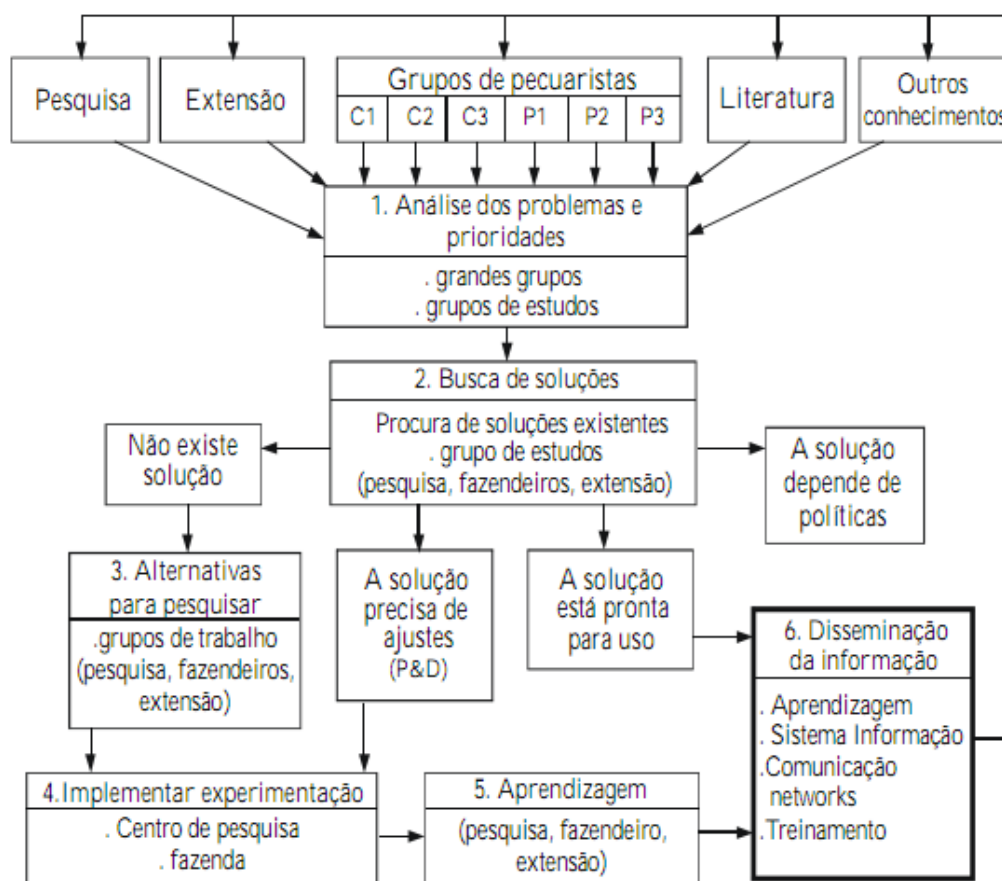 Pesquisa
Extensão
Grupos de pecuaristas
C1 C2 C3 P1 P2 P3
Literatura
Outros
conhecimentos
1. Análise dos problemas e
prioridades
. grandes grupos
. grupos de estudos
2. Busca de soluções
Procura de soluções existentes
. grupo de estudos
(pesquisa, fazendeiros, extensão)
Não existe
solução
A solução
depende de
políticas
3. Alternativas
para pesquisar
.grupos de trabalho
(pesquisa, fazendeiros,
extensão)
A solução
precisa de
ajustes
(P&D)
A solução
está pronta
para uso
6. Disseminação
da informação
. Aprendizagem
. Sistema Informação
.Comunicação
networks
.Treinamento
4.Implementar experimentação
. Centro de pesquisa
. fazenda
5. Aprendizagem
(pesquisa, fazendeiro,
extensão)